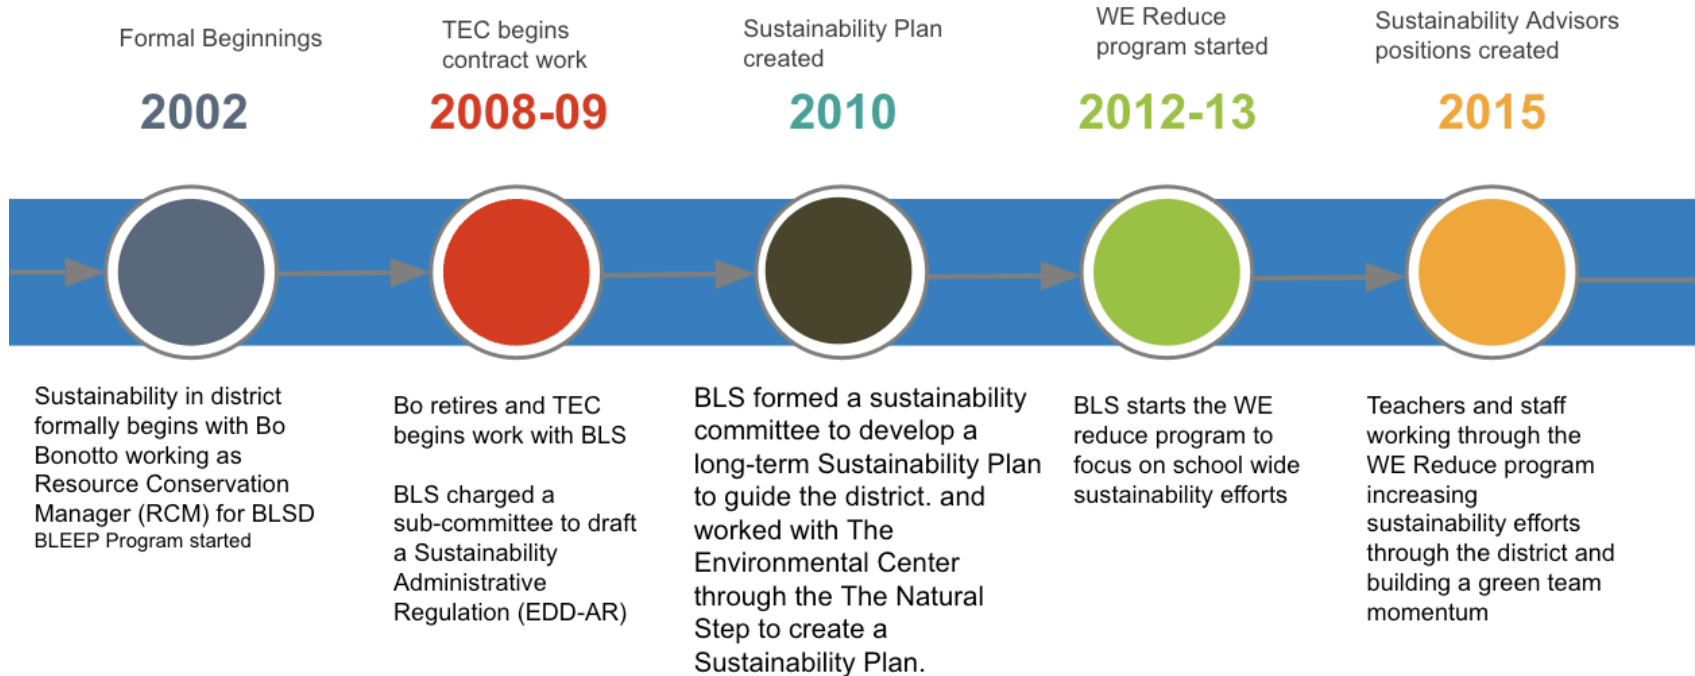 Formal Beginnings
2002
Sustainability in district
formally begins with Bo
Bonotto working as
Resource Conservation
Manager (RCM) for BLSD
BLEEP Program started
TEC begins
contract work
2008-09
Bo retires and TEC
begins work with BLS
BLS charged a
sub-committee to draft
a Sustainability
Administrative
Regulation (EDD-AR)
Sustainability Plan
created
2010
BLS formed a sustainability
committee to develop a
long-term Sustainability Plan
to guide the district. and
worked with The
Environmental Center
through the The Natural
Step to create a
Sustainability Plan.
WE Reduce
program started
2012-13
BLS starts the WE
reduce program to
focus on school wide
sustainability efforts
Sustainability Advisors
positions created
2015
Teachers and staff
working through the
WE Reduce program
increasing
sustainability efforts
through the district and
building a green team
momentum